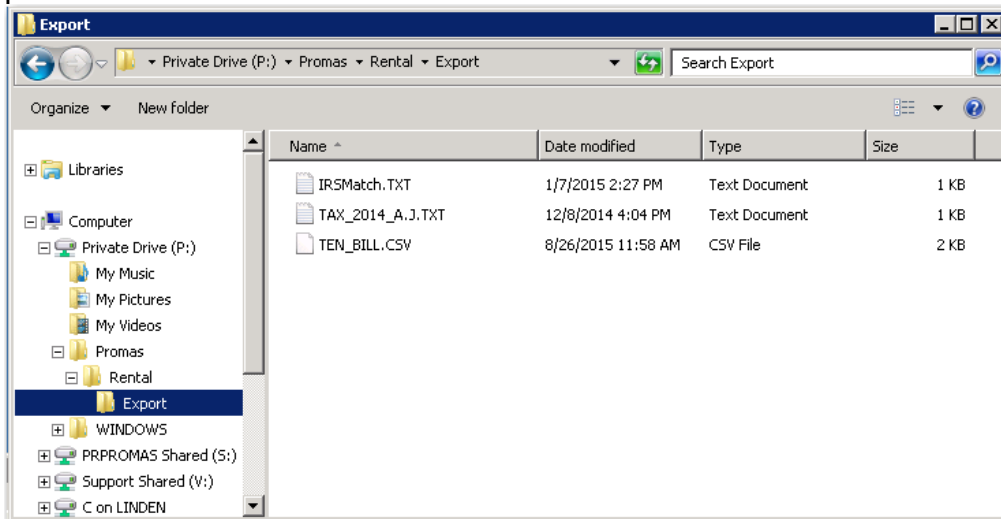 Export
Private Drive (P:) Promas Rental Export
Search Export
Organize New folder
Name Date modified Type Size
Libraries
Computer
Private Drive (P:)
My Music
My Pictures
My Videos
Promas
Rental
Export
WINDOWS
PRPROMAS Shared (S:)
Support Shared (V:)
C on LINDEN
IRSMatch.TXT 1/7/2015 2:27 PM Text Document 1 KB
TAX_2014_A.J.TXT 12/8/2014 4:04 PM Text Document 1 KB
TEN_BILL.CSV 8/26/2015 11:58 AM CSV File 2 KB